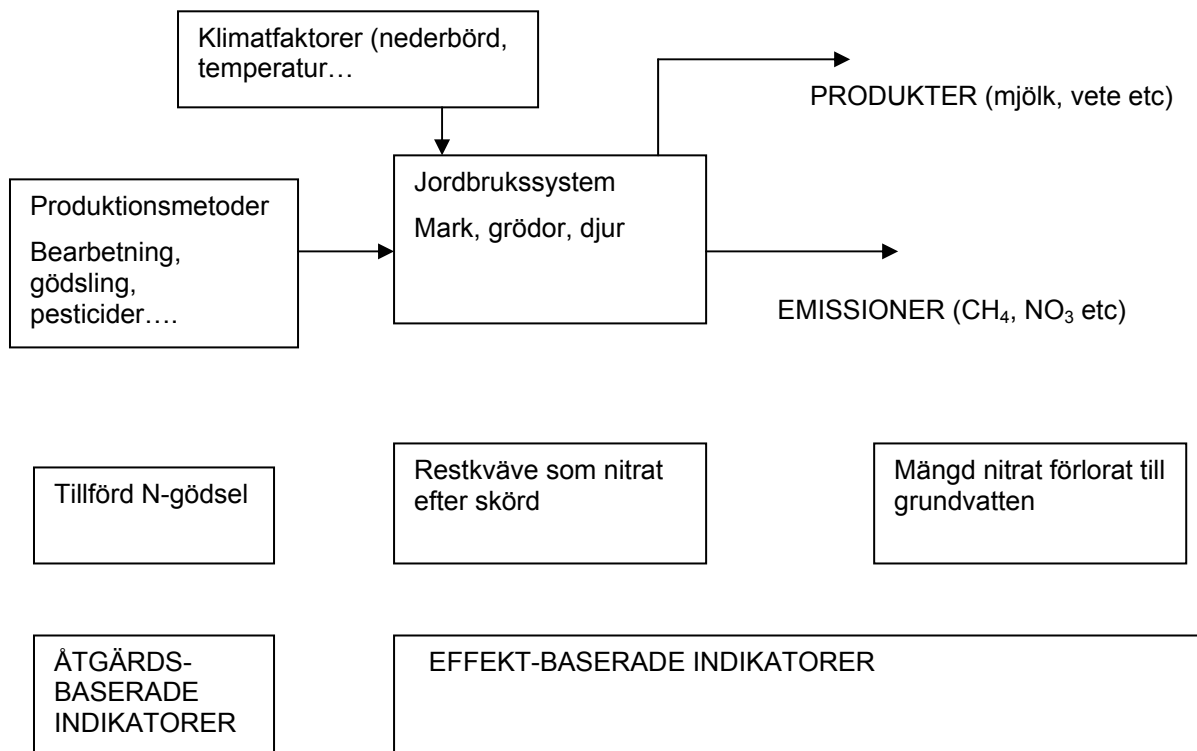 Klimatfaktorer (nederbörd,
temperatur…
PRODUKTER (mjölk, vete etc)
Jordbrukssystem
Mark, grödor, djur
Produktionsmetoder
Bearbetning,
gödsling,
pesticider….
EMISSIONER (CH₄, NO₃ etc)
Tillförd N-gödsel
Restkväve som nitrat
efter skörd
Mängd nitrat förlorat till
grundvatten
ÅTGÄRDS-
BASERADE
INDIKATORER
EFFEKT-BASERADE INDIKATORER